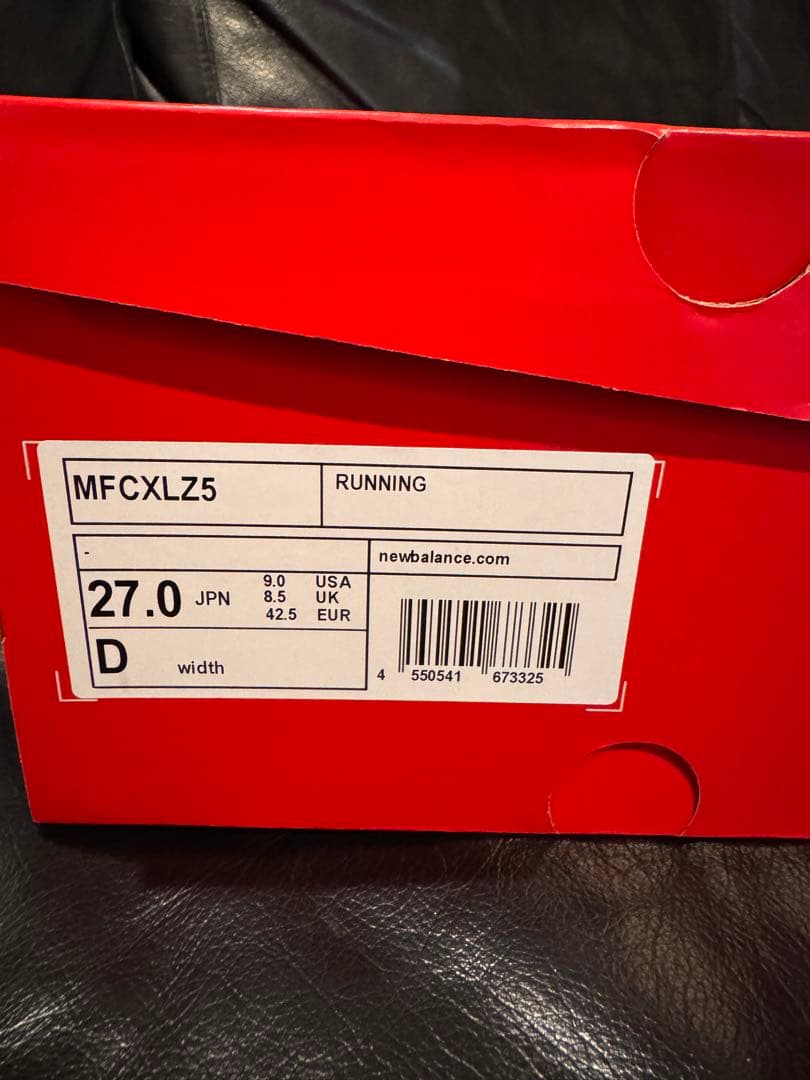 MFCXLZ5
RUNNING
-
newbalance.com
27.0 JPN
9.0 USA
8.5 UK
42.5 EUR
D width
4 550541 673325